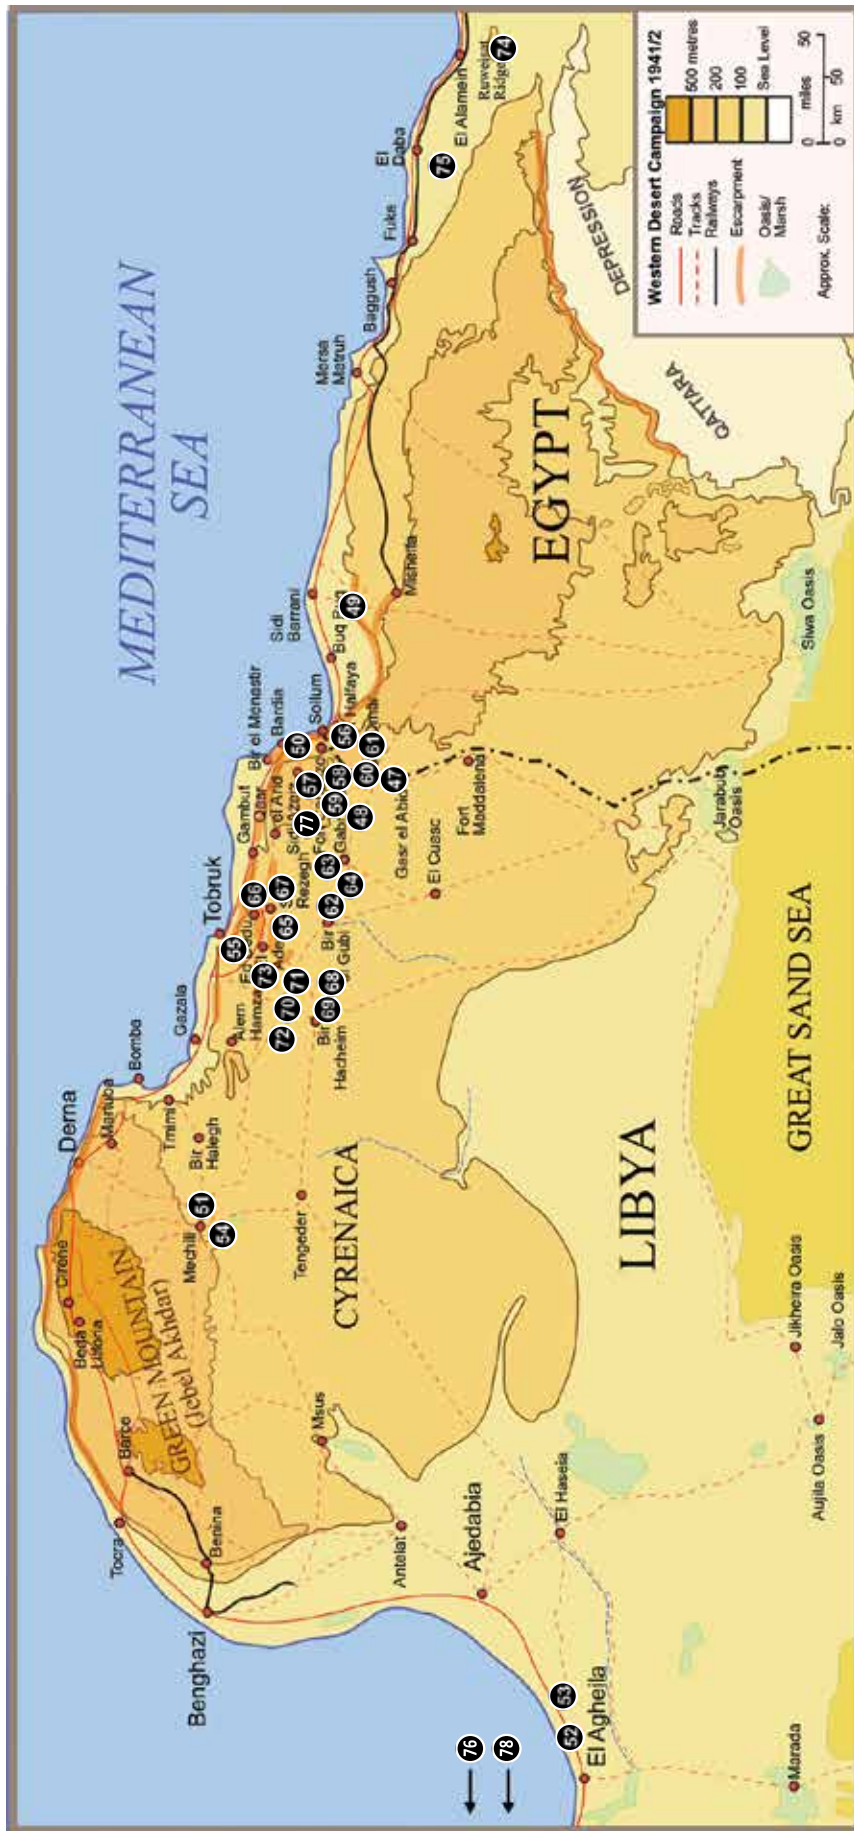 MEDITERRANEAN
SEA
Benghazi
Tocra
Benina
Barce
GREEN MOUNTAIN
(Jebel Akhdar)
Beda
Cirene
Derna
Martuba
Tmimi
Bomba
Gazala
Mechili
51
54
Bir
Halegh
Tengeder
Msus
Antelat
CYRENAICA
Ajedabia
El Haseia
76
78
52
53
El Agheila
Marada
Aujila Oasis
Jikheira Oasis
Jalo Oasis
LIBYA
GREAT SAND SEA
Alem
Hamza
72
70
71
73
69
68
Bir
Hacheim
Tobruk
55
66
67
65
Rezegh
62
63
64
Bir
Gubi
Gambut
77
57
59
58
48
60
47
61
56
50
Bir el Menastir
Bardia
Sollum
Halfaya
Gasr el Abid
El Cuasc
Fort
Maddalena
Jarabub
Oasis
Siwa Oasis
Buq Buq
49
Sidi
Barrani
Misheifa
Mersa
Matruh
Baggush
Fuka
El
Daba
75
El Alamein
Ruweisat
Ridge
74
EGYPT
QATTARA
DEPRESSION
Western Desert Campaign 1941/2
Roads
Tracks
Railways
Escarpment
Oasis/
Marsh
500 metres
200
100
Sea Level
Approx. Scale:
0 miles 50
0 km 50